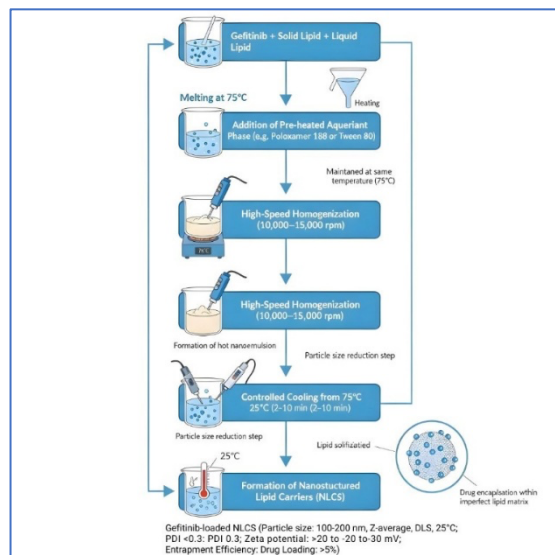 Gefitinib + Solid Lipid + Liquid
Lipid
Melting at 75°C
Heating
Addition of Pre-heated Aqueriant
Phase (e,g. Poloxamer 188 or Tween 80)
Maintaned at same
temperature (75°C)
High-Speed Homogenization
(10,000–15,000 rpm)
High-Speed Homogenization
(10,000–15,000 rpm)
Formation of hot nanaemulsion
Particle size reduction step
Controlled Cooling from 75°C
25°C (2–10 min (2–10 min)
Particle size reduction step
25°C
Formation of Nanostuctured
Lipid Carriers (NLCS)
Drug encapisation wthin
imperfect lipid matrix
Gefitinib-loaded NLCS (Particle size: 100-200 nm, Z-average, DLS, 25°C;
PDI <0.3: PDI 0.3; Zeta potential: >20 to -20 to-30 mV;
Entrapment Efficiency: Drug Loading: >5%)